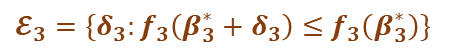 𝓔₃ = {𝜹₃: 𝒇₃(𝜷₃* + 𝜹₃) ≤ 𝒇₃(𝜷₃*)}